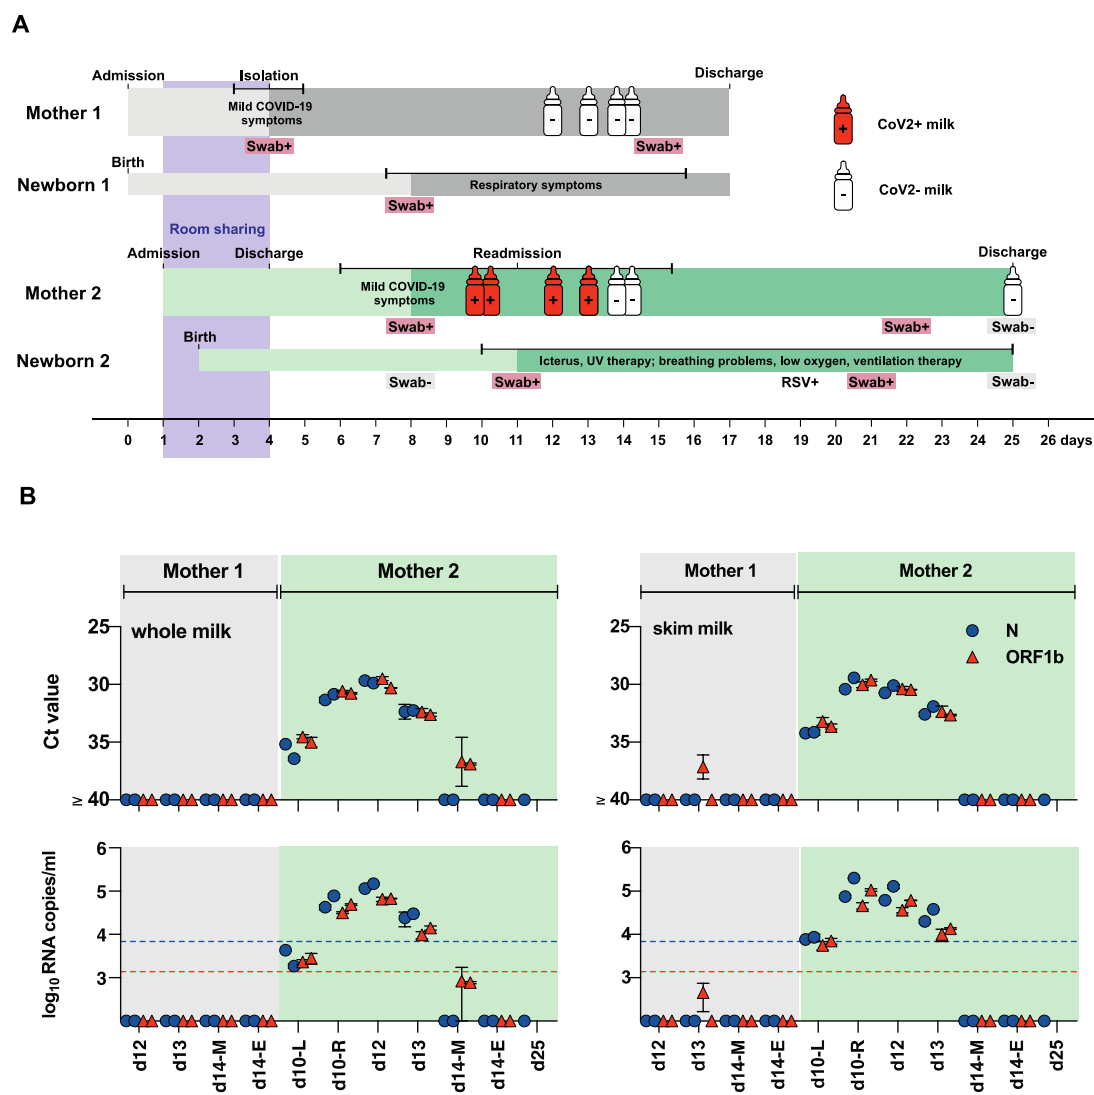 A
Admission
Isolation
Discharge
Mother 1
Mild COVID-19
symptoms
-
-
-
-
+
CoV2+ milk
Swab+
Swab+
Birth
Newborn 1
Respiratory symptoms
-
CoV2- milk
Swab+
Room sharing
Admission
Discharge
Readmission
Discharge
Mother 2
Mild COVID-19
symptoms
+
+
+
+
-
-
-
Swab+
Swab+
Swab-
Birth
Newborn 2
Icterus, UV therapy; breathing problems, low oxygen, ventilation therapy
Swab-
Swab+
RSV+
Swab+
Swab-
0 1 2 3 4 5 6 7 8 9 10 11 12 13 14 15 16 17 18 19 20 21 22 23 24 25 26 days
B
Mother 1
Mother 2
whole milk
Ct value
25
30
35
≥ 40
Mother 1
Mother 2
skim milk
N
ORF1b
25
30
35
≥ 40
log10 RNA copies/ml
6
5
4
3
d12
d13
d14-M
d14-E
d10-L
d10-R
d12
d13
d14-M
d14-E
d25
6
5
4
3
d12
d13
d14-M
d14-E
d10-L
d10-R
d12
d13
d14-M
d14-E
d25